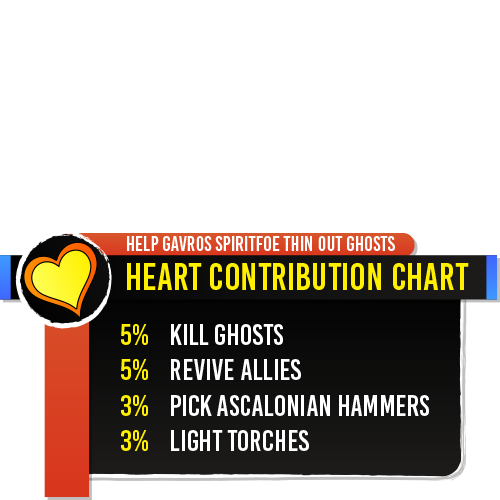 HELP GAVROS SPIRITFOE THIN OUT GHOSTS
HEART CONTRIBUTION CHART
5% KILL GHOSTS
5% REVIVE ALLIES
3% PICK ASCALONIAN HAMMERS
3% LIGHT TORCHES